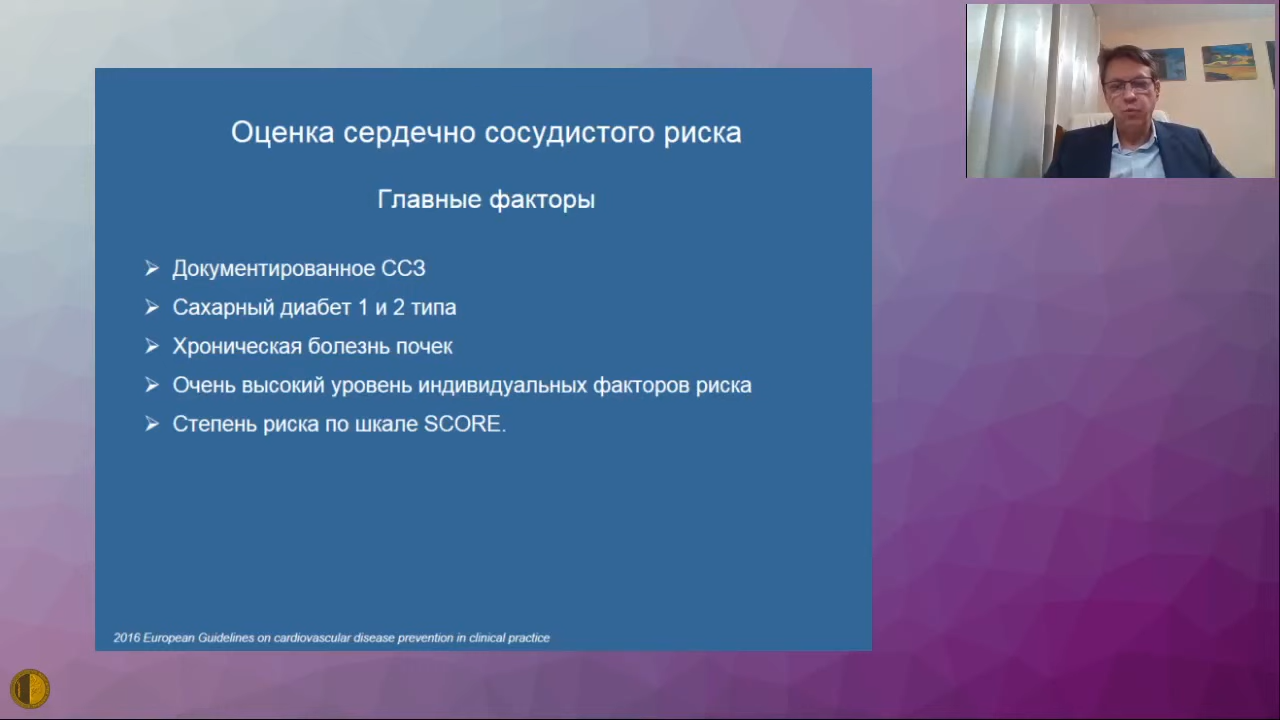 Оценка сердечно сосудистого риска
Главные факторы
Документированное ССЗ
Сахарный диабет 1 и 2 типа
Хроническая болезнь почек
Очень высокий уровень индивидуальных факторов риска
Степень риска по шкале SCORE.
2016 European Guidelines on cardiovascular disease prevention in clinical practice